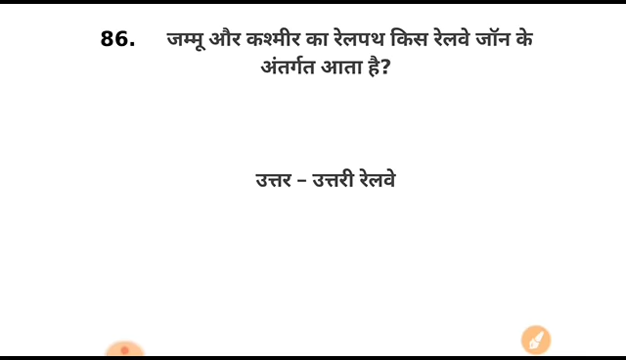 86. जम्मू और कश्मीर का रेलपथ किस रेलवे जॉन के
अंतर्गत आता है?
उत्तर – उत्तरी रेलवे